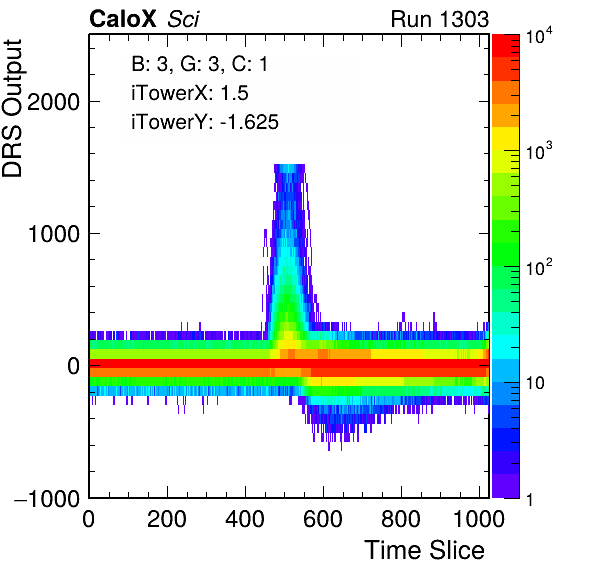 CaloX Sci
Run 1303
B: 3, G: 3, C: 1
iTowerX: 1.5
iTowerY: -1.625
DRS Output
2000
1000
0
−1000
0 200 400 600 800 1000
Time Slice
10^4
10^3
10^2
10
1